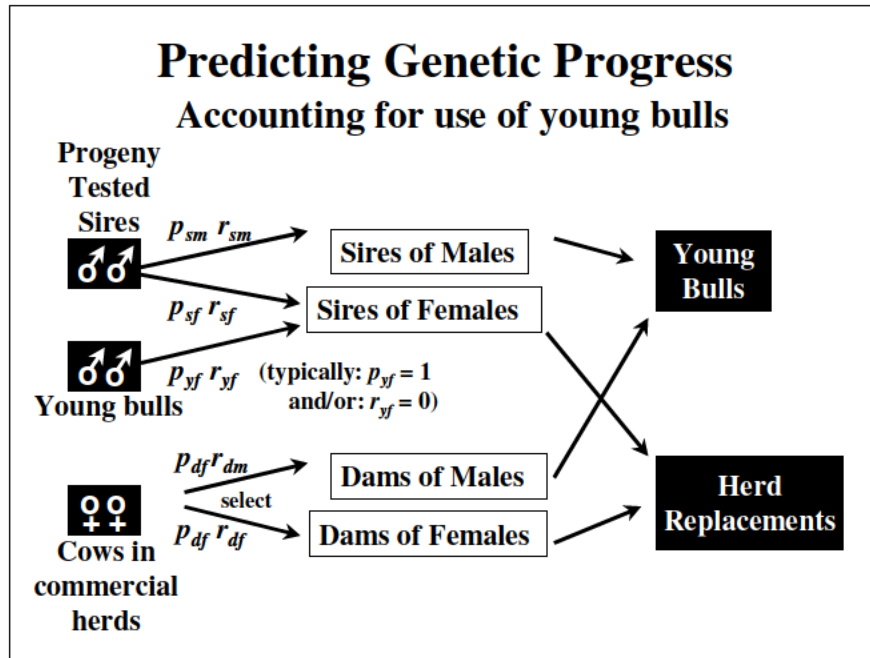 Predicting Genetic Progress
Accounting for use of young bulls
Progeny
Tested
Sires
p_sm r_sm
Sires of Males
Young
Bulls
p_sf r_sf
Sires of Females
p_yf r_yf (typically: p_yf = 1
and/or: r_yf = 0)
Young bulls
p_df r_dm
Dams of Males
select
p_df r_df
Dams of Females
Herd
Replacements
♂♂
♂♂
♀♀
Cows in
commercial
herds